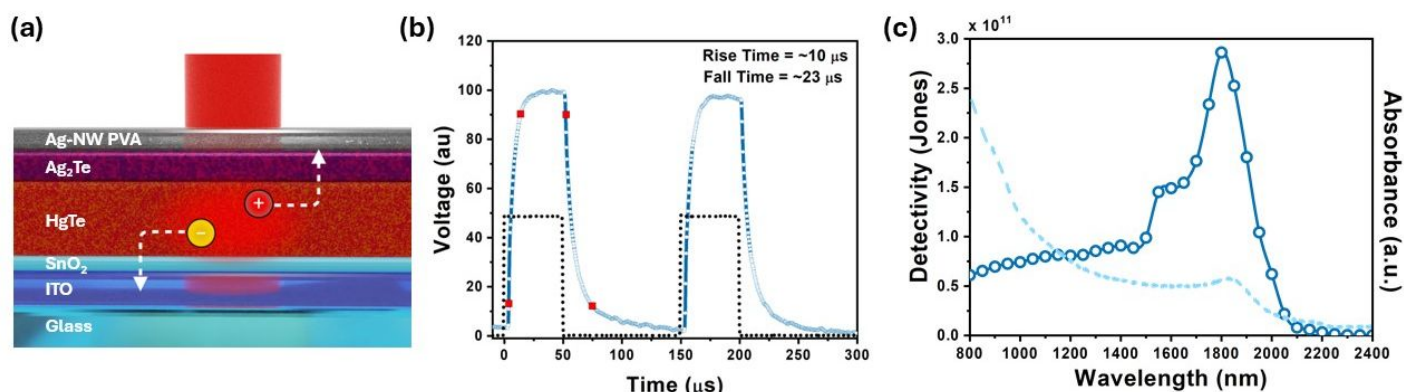 (a)
Ag-NW PVA
Ag₂Te
HgTe
+
−
SnO₂
ITO
Glass
(b)
Rise Time = ~10 μs
Fall Time = ~23 μs
Voltage (au)
120
100
80
60
40
20
0
0 50 100 150 200 250 300
Time (μs)
(c)
x 10¹¹
Detectivity (Jones)
3.0
2.5
2.0
1.5
1.0
0.5
0.0
800 1000 1200 1400 1600 1800 2000 2200 2400
Wavelength (nm)
Absorbance (a.u.)